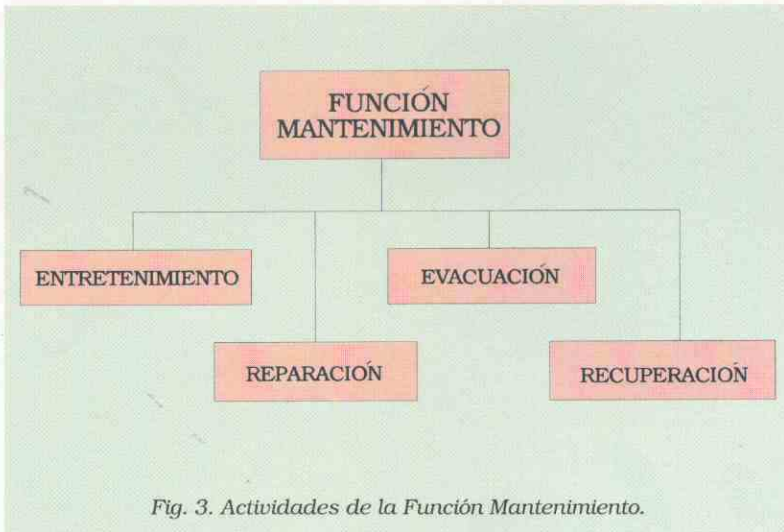 FUNCIÓN
MANTENIMIENTO
ENTRETENIMIENTO
EVACUACIÓN
REPARACIÓN
RECUPERACIÓN
Fig. 3. Actividades de la Función Mantenimiento.